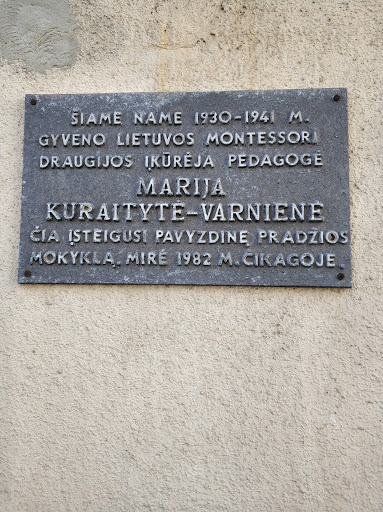 ŠIAME NAME 1930-1941 M.
GYVENO LIETUVOS MONTESSORI
DRAUGIJOS ĮKŪRĖJA PEDAGOGĖ
MARIJA
KURAITYTĖ-VARNIENĖ
ČIA ĮSTEIGUSI PAVYZDINĘ PRADŽIOS
MOKYKLĄ. MIRĖ 1982 M. ČIKAGOJE.